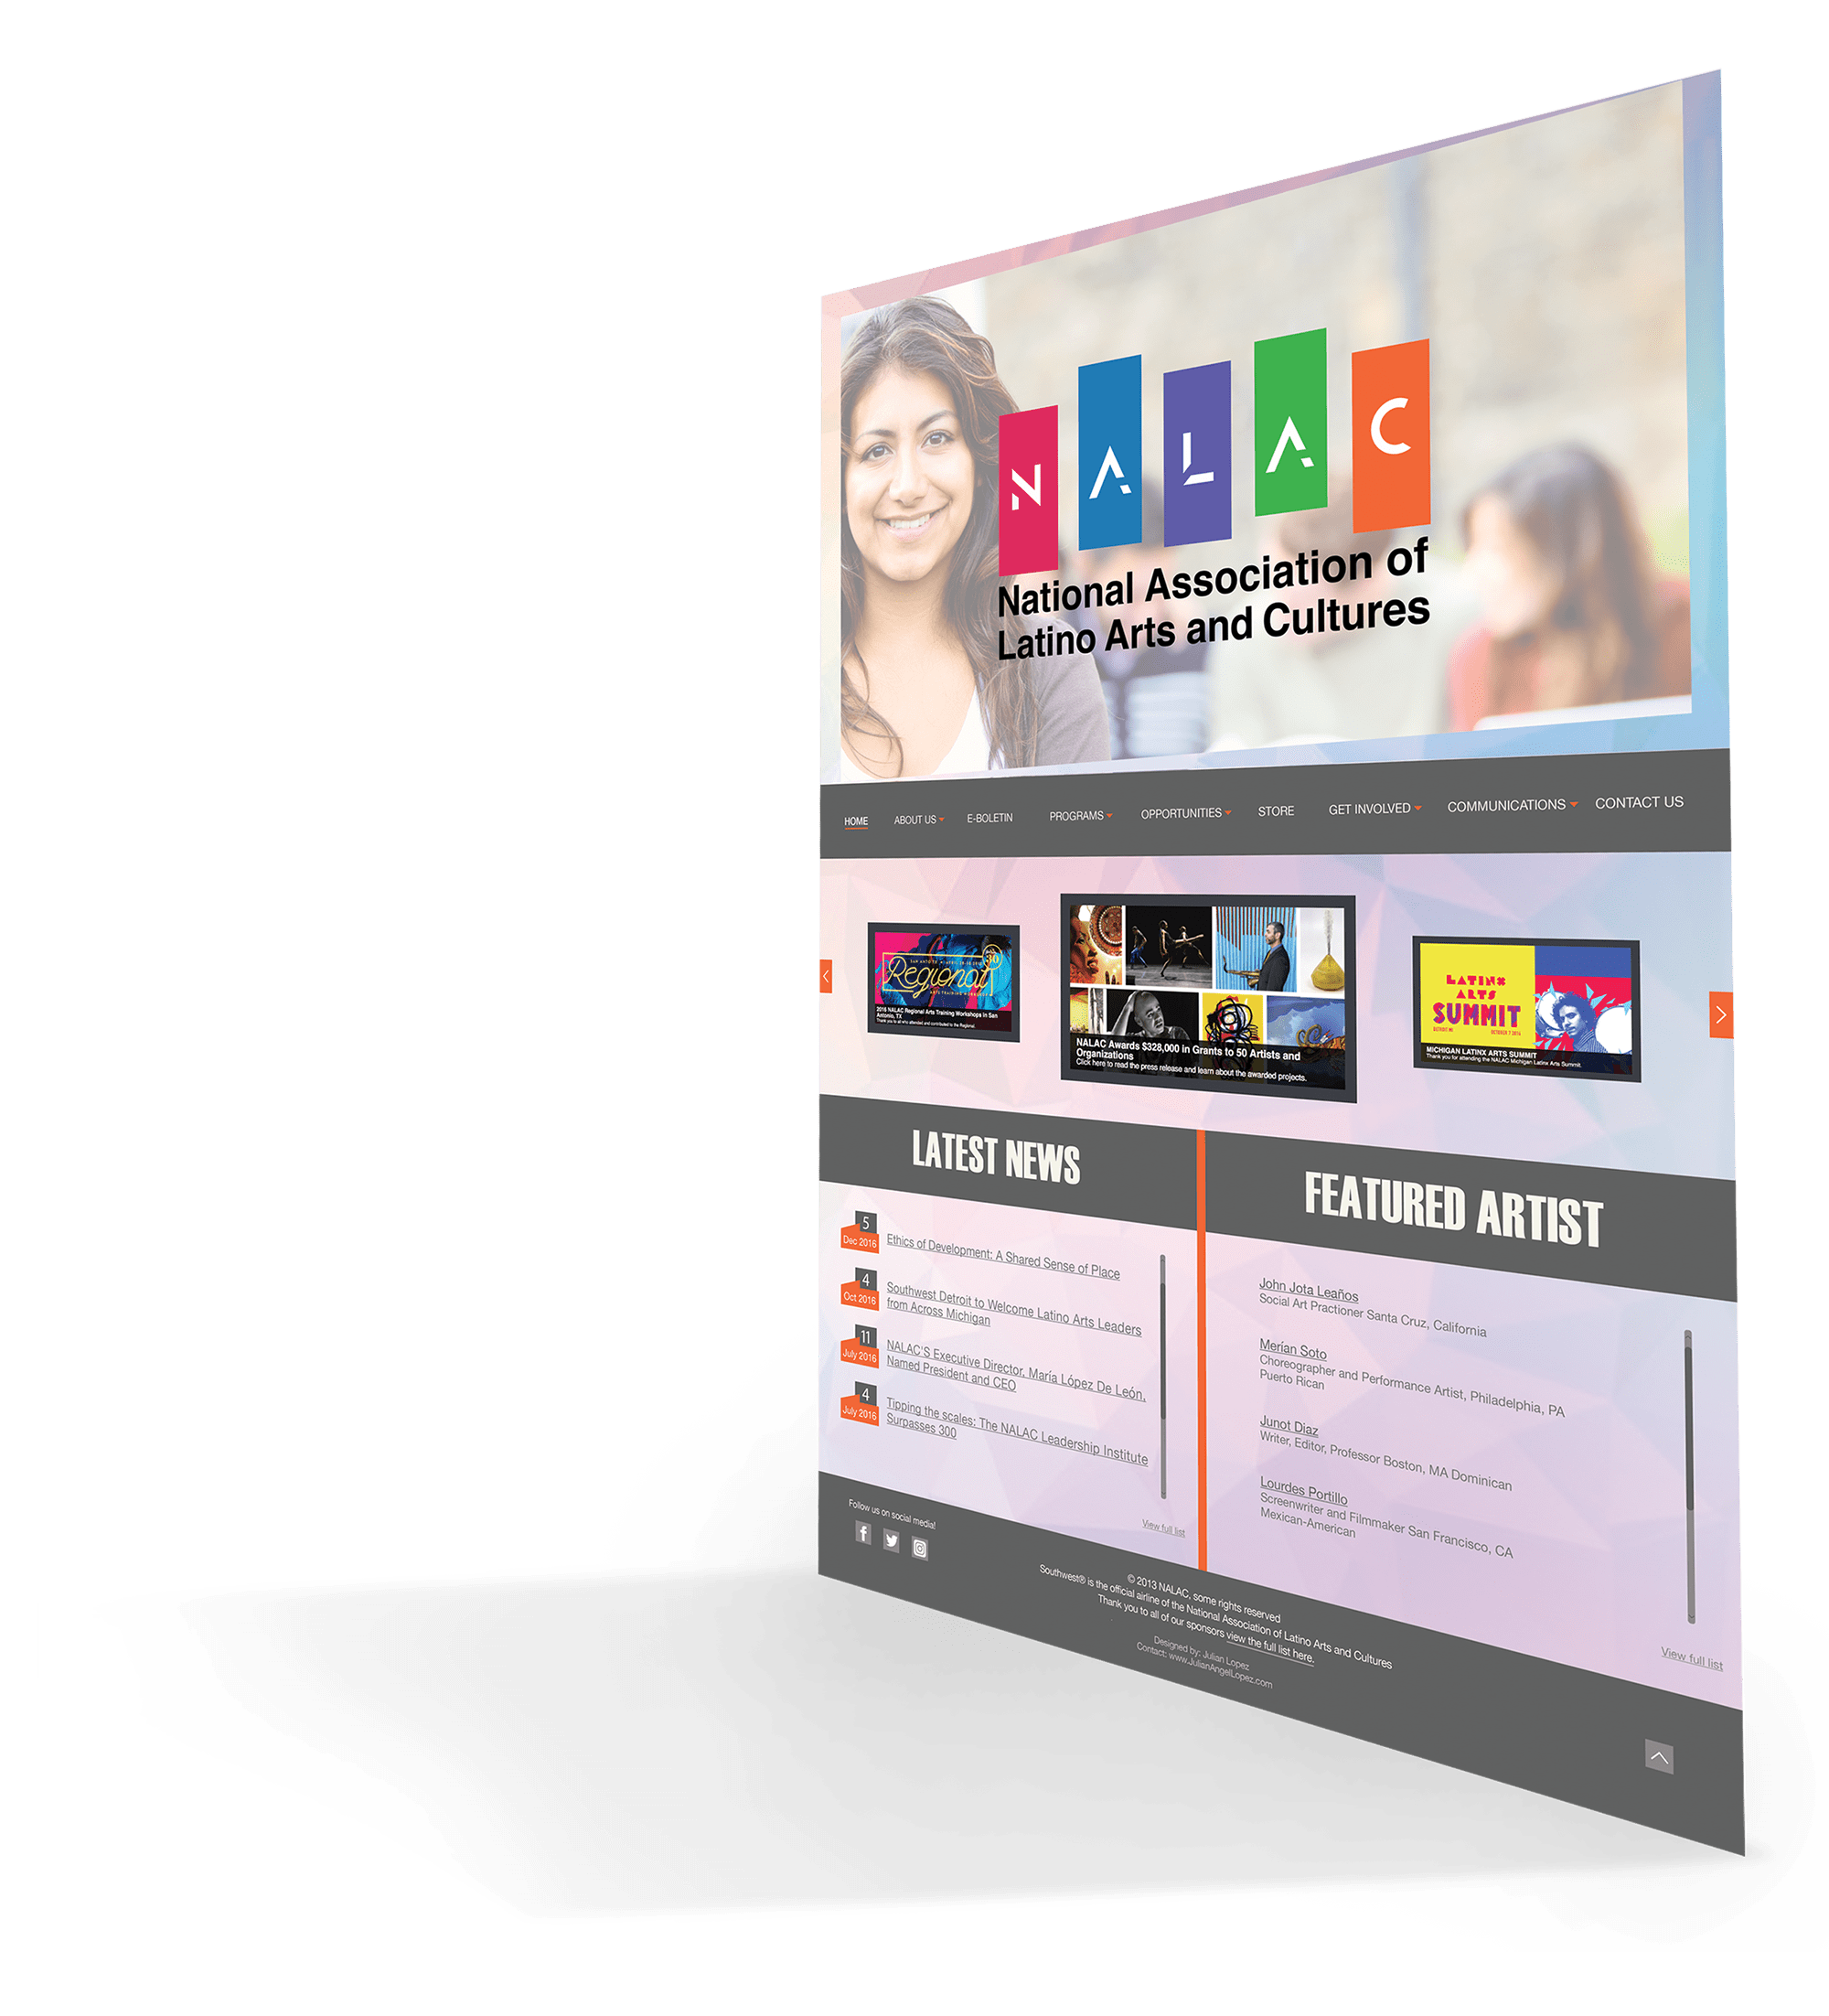 N A L A C
National Association of
Latino Arts and Cultures
HOME ABOUT US E-BOLETIN PROGRAMS OPPORTUNITIES STORE GET INVOLVED COMMUNICATIONS CONTACT US
Regional
ARTS TRAINING WORKSHOP
2016 NALAC Regional Arts Training Workshops in San
Antonio, TX
Thank you to all who attended and contributed to the Regional.
NALAC Awards $328,000 in Grants to 50 Artists and
Organizations
Click here to read the press release and learn about the awarded projects.
LATINX
ARTS
SUMMIT
DETROIT MI OCTOBER 7 2016
MICHIGAN LATINX ARTS SUMMIT
Thank you for attending the NALAC Michigan Latinx Arts Summit.
LATEST NEWS
5
Dec 2016
Ethics of Development: A Shared Sense of Place
4
Oct 2016
Southwest Detroit to Welcome Latino Arts Leaders
from Across Michigan
11
July 2016
NALAC'S Executive Director, María López De León,
Named President and CEO
4
July 2016
Tipping the scales: The NALAC Leadership Institute
Surpasses 300
View full list
FEATURED ARTIST
John Jota Leaños
Social Art Practioner Santa Cruz, California
Merían Soto
Choreographer and Performance Artist, Philadelphia, PA
Puerto Rican
Junot Diaz
Writer, Editor, Professor Boston, MA Dominican
Lourdes Portillo
Screenwriter and Filmmaker San Francisco, CA
Mexican-American
View full list
Follow us on social media!
© 2013 NALAC, some rights reserved
Southwest® is the official airline of the National Association of Latino Arts and Cultures
Thank you to all of our sponsors view the full list here.
Designed by: Julian Lopez
Contact: www.JulianAngelLopez.com